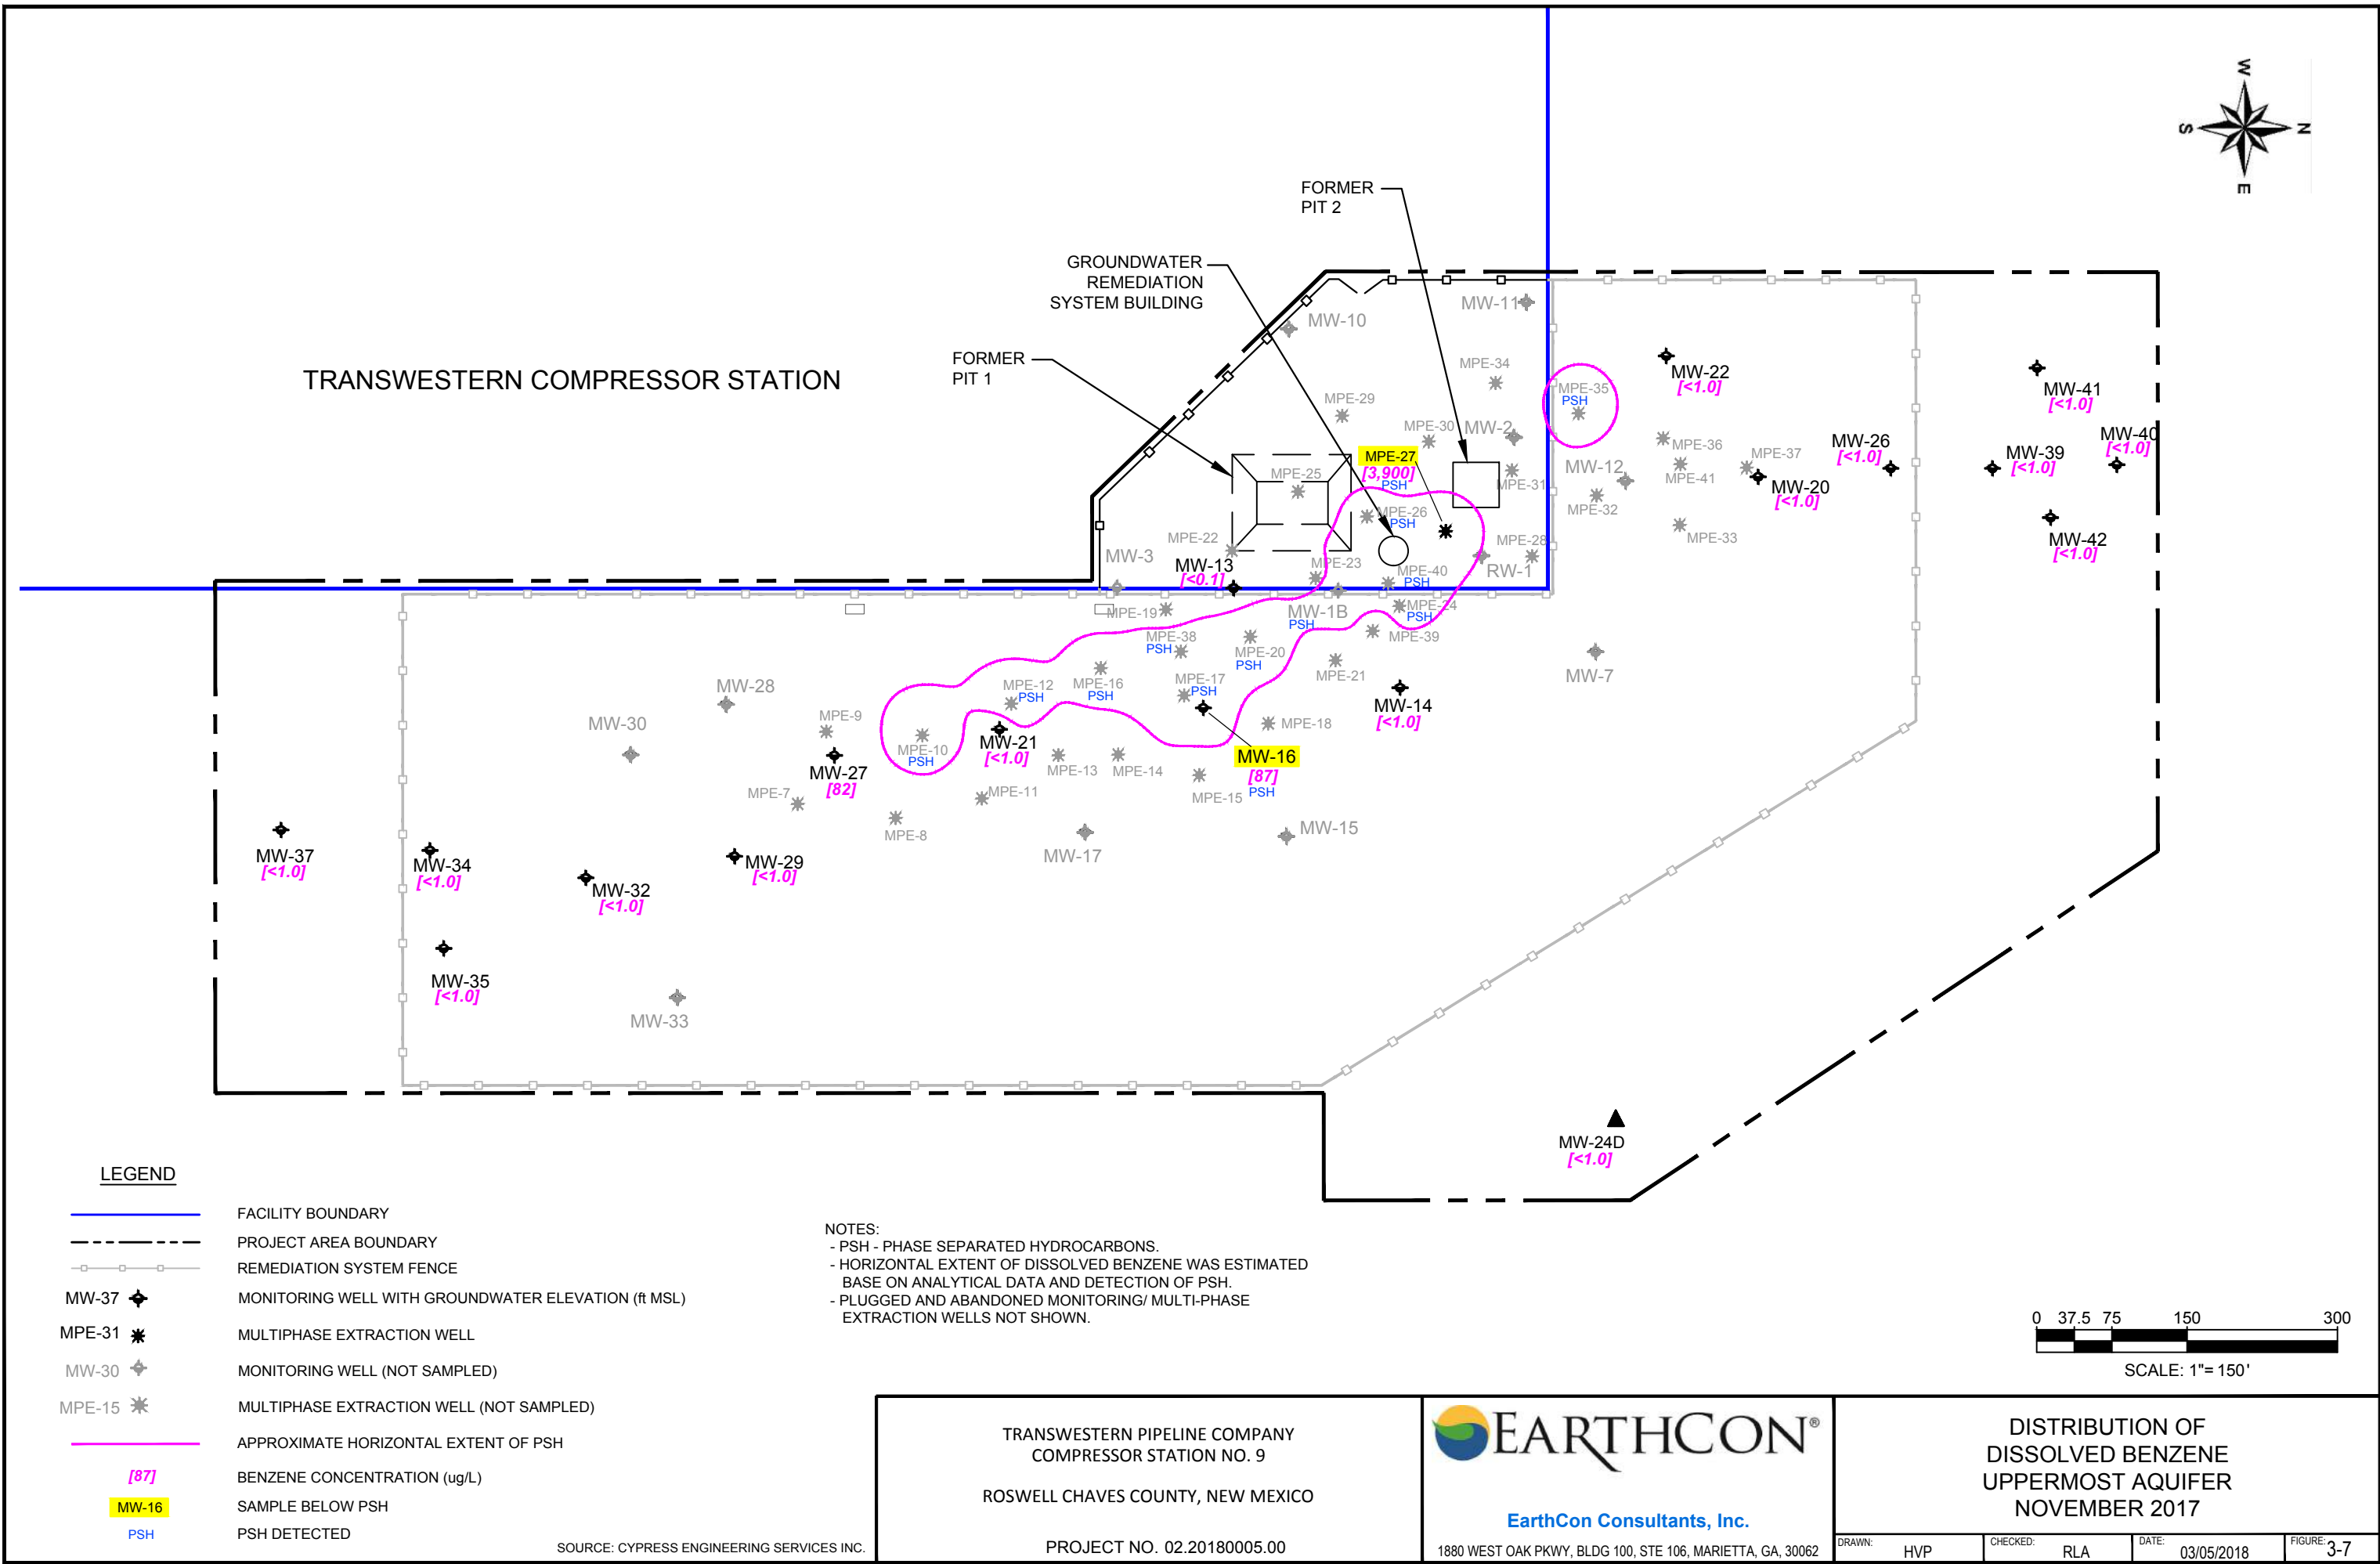 W
S
N
E
FORMER
PIT 2
GROUNDWATER
REMEDIATION
SYSTEM BUILDING
FORMER
PIT 1
TRANSWESTERN COMPRESSOR STATION
MW-10
MW-11
MPE-34
MPE-35
PSH
MW-22
[<1.0]
MW-41
[<1.0]
MPE-29
MPE-30
MW-2
MPE-36
MPE-37
MW-26
[<1.0]
MW-39
[<1.0]
MW-40
[<1.0]
MPE-27
[3,900]
PSH
MPE-25
MPE-31
MW-12
MPE-41
MW-20
[<1.0]
MPE-32
MPE-33
MW-42
[<1.0]
MPE-26
PSH
MPE-22
MPE-28
RW-1
MW-3
MW-13
[<0.1]
MPE-23
MPE-40
PSH
MPE-19
MW-1B
PSH
MPE-24
PSH
MPE-39
MPE-38
PSH
MPE-20
PSH
MPE-21
MW-7
MPE-12
PSH
MPE-16
PSH
MPE-17
PSH
MW-14
[<1.0]
MW-28
MW-30
MPE-9
MPE-10
PSH
MW-21
[<1.0]
MPE-18
MW-27
[82]
MPE-13
MPE-14
MW-16
[87]
PSH
MPE-15
MPE-7
MPE-11
MPE-8
MW-17
MW-15
MW-37
[<1.0]
MW-34
[<1.0]
MW-32
[<1.0]
MW-29
[<1.0]
MW-35
[<1.0]
MW-33
MW-24D
[<1.0]
LEGEND
FACILITY BOUNDARY
PROJECT AREA BOUNDARY
REMEDIATION SYSTEM FENCE
MW-37 MONITORING WELL WITH GROUNDWATER ELEVATION (ft MSL)
MPE-31 MULTIPHASE EXTRACTION WELL
MW-30 MONITORING WELL (NOT SAMPLED)
MPE-15 MULTIPHASE EXTRACTION WELL (NOT SAMPLED)
APPROXIMATE HORIZONTAL EXTENT OF PSH
[87] BENZENE CONCENTRATION (ug/L)
MW-16 SAMPLE BELOW PSH
PSH PSH DETECTED
SOURCE: CYPRESS ENGINEERING SERVICES INC.
NOTES:
- PSH - PHASE SEPARATED HYDROCARBONS.
- HORIZONTAL EXTENT OF DISSOLVED BENZENE WAS ESTIMATED
BASE ON ANALYTICAL DATA AND DETECTION OF PSH.
- PLUGGED AND ABANDONED MONITORING/ MULTI-PHASE
EXTRACTION WELLS NOT SHOWN.
0 37.5 75 150 300
SCALE: 1"= 150'
TRANSWESTERN PIPELINE COMPANY
COMPRESSOR STATION NO. 9
ROSWELL CHAVES COUNTY, NEW MEXICO
PROJECT NO. 02.20180005.00
EARTHCON®
EarthCon Consultants, Inc.
1880 WEST OAK PKWY, BLDG 100, STE 106, MARIETTA, GA, 30062
DISTRIBUTION OF
DISSOLVED BENZENE
UPPERMOST AQUIFER
NOVEMBER 2017
DRAWN: HVP CHECKED: RLA DATE: 03/05/2018 FIGURE: 3-7